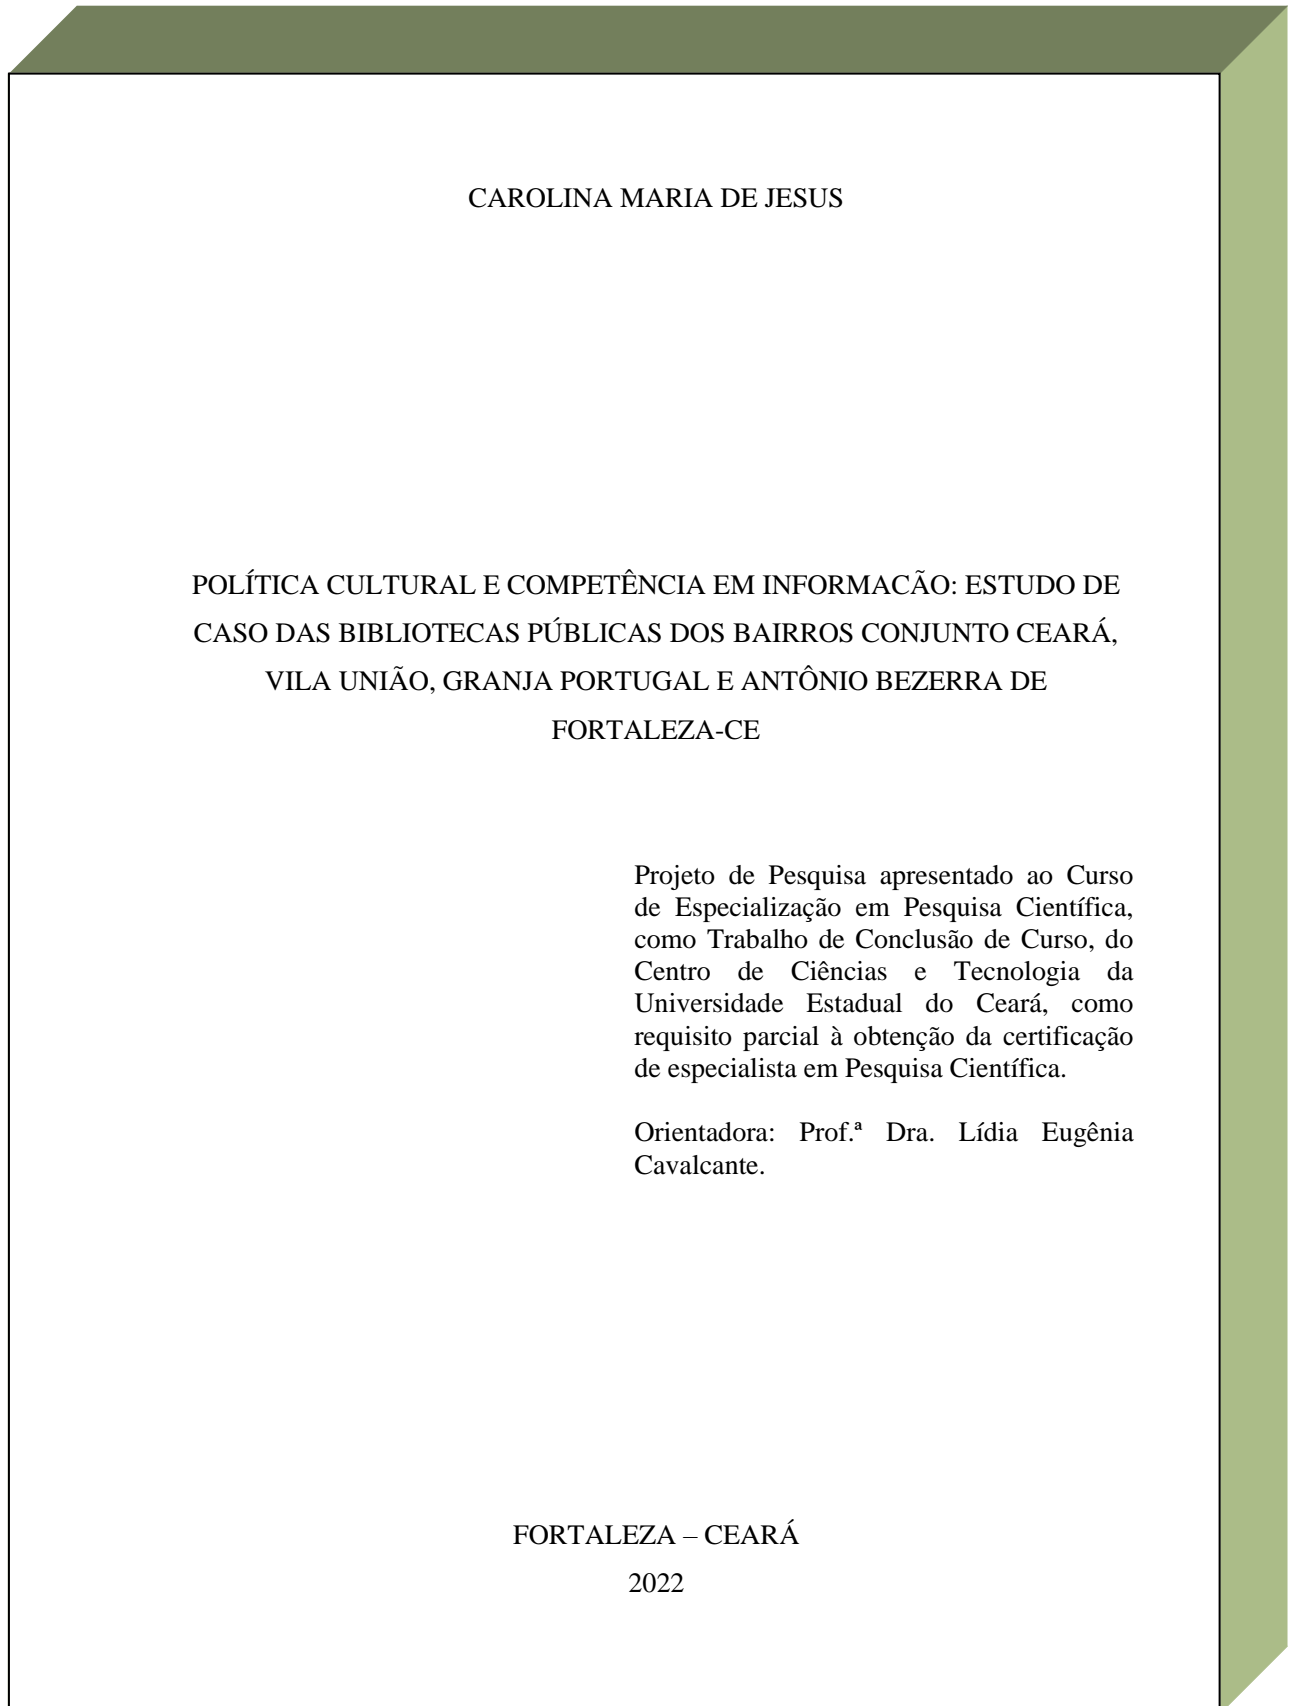 CAROLINA MARIA DE JESUS
POLÍTICA CULTURAL E COMPETÊNCIA EM INFORMACÃO: ESTUDO DE
CASO DAS BIBLIOTECAS PÚBLICAS DOS BAIRROS CONJUNTO CEARÁ,
VILA UNIÃO, GRANJA PORTUGAL E ANTÔNIO BEZERRA DE
FORTALEZA-CE
Projeto de Pesquisa apresentado ao Curso
de Especialização em Pesquisa Científica,
como Trabalho de Conclusão de Curso, do
Centro de Ciências e Tecnologia da
Universidade Estadual do Ceará, como
requisito parcial à obtenção da certificação
de especialista em Pesquisa Científica.
Orientadora: Prof.ª Dra. Lídia Eugênia
Cavalcante.
FORTALEZA – CEARÁ
2022